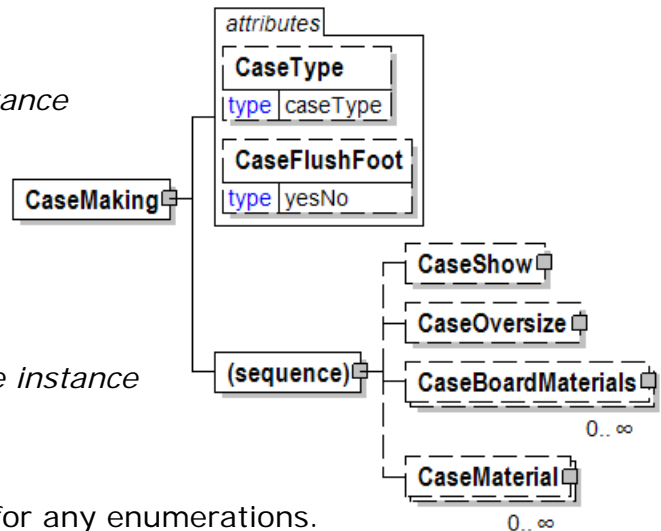 attributes
CaseType
type caseType
CaseFlushFoot
type yesNo
CaseMaking
CaseShow
CaseOversize
(sequence)
instance
CaseBoardMaterials
0.. ∞
CaseMaterial
for any enumerations.
0.. ∞